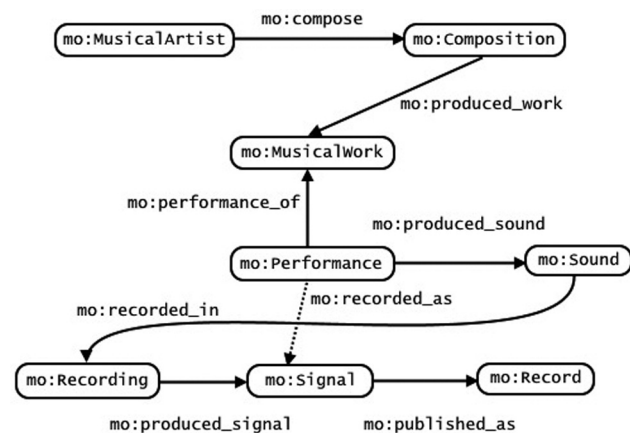 mo:compose
mo:MusicalArtist
mo:Composition
mo:produced_work
mo:MusicalWork
mo:performance_of
mo:produced_sound
mo:Performance
mo:Sound
mo:recorded_as
mo:recorded_in
mo:Recording
mo:Signal
mo:Record
mo:produced_signal
mo:published_as